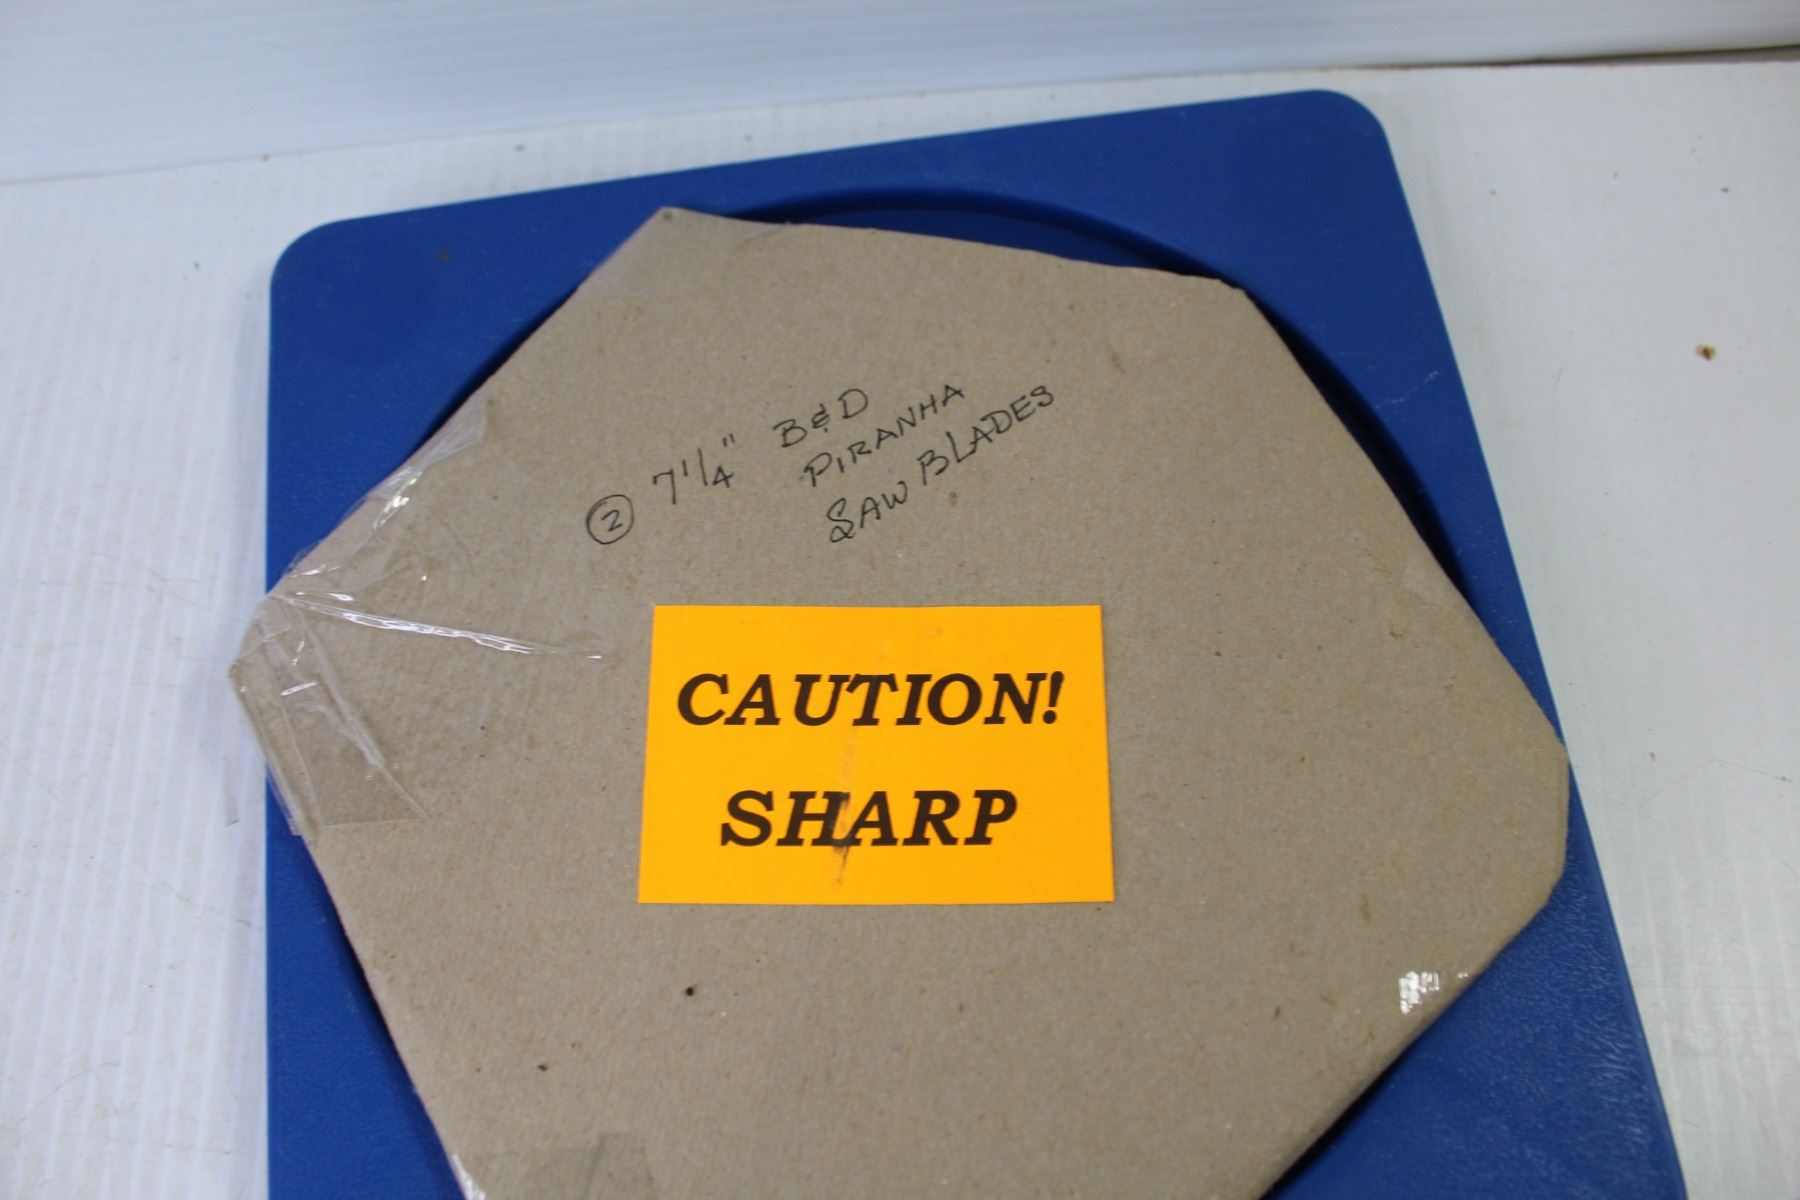 ② 7 1/4" B&D
PIRANHA
SAW BLADES
CAUTION!
SHARP